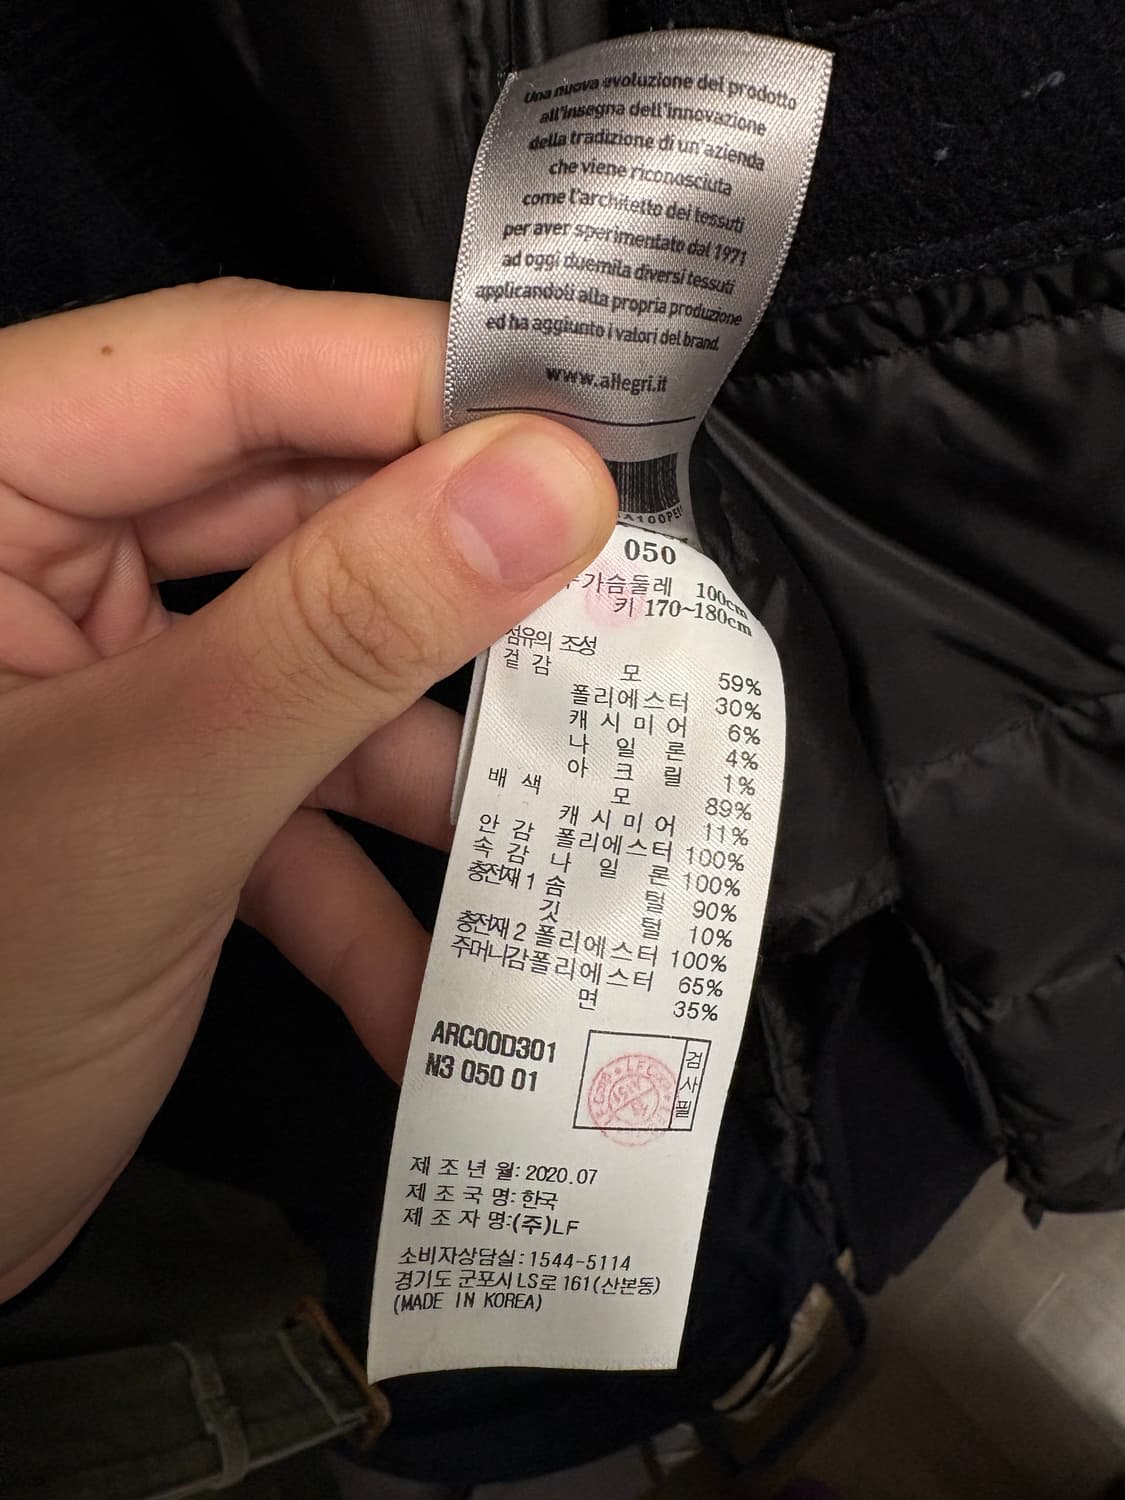 Una nuova evoluzione del prodotto
all'insegna dell'innovazione
della tradizione di un'azienda
che viene riconosciuta
come l'architetto dei tessuti
per aver sperimentato dal 1971
ad oggi duemila diversi tessuti
applicandoli alla propria produzione
ed ha aggiunto i valori del brand.
www.allegri.it
050
가슴둘레 100cm
키 170~180cm
섬유의 조성
겉 감 모 59%
폴리에스터 30%
캐 시 미 어 6%
나 일 론 4%
아 크 릴 1%
배 색 모 89%
캐 시 미 어 11%
안 감 폴리에스터 100%
속 감 나 일 론 100%
충전재 1 솜 털 90%
깃 털 10%
충전재 2 폴리에스터 100%
주머니감 폴리에스터 65%
면 35%
ARC00D301
N3 050 01
검사필
제 조 년 월: 2020.07
제 조 국 명: 한국
제 조 자 명:(주)LF
소비자상담실: 1544-5114
경기도 군포시 LS로 161(산본동)
(MADE IN KOREA)